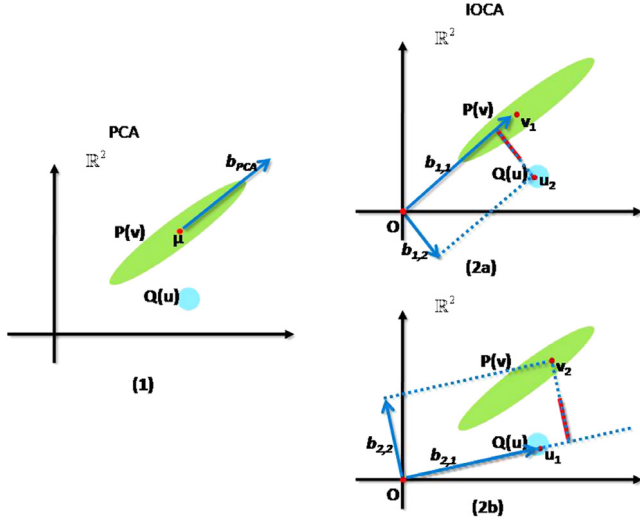 PCA
ℝ²
b_PCA
P(v)
μ
Q(u)
(1)
IOCA
ℝ²
P(v)
v₁
b₁,₁
Q(u)
u₂
O
b₁,₂
(2a)
ℝ²
P(v)
v₂
b₂,₂
Q(u)
b₂,₁
u₁
O
(2b)